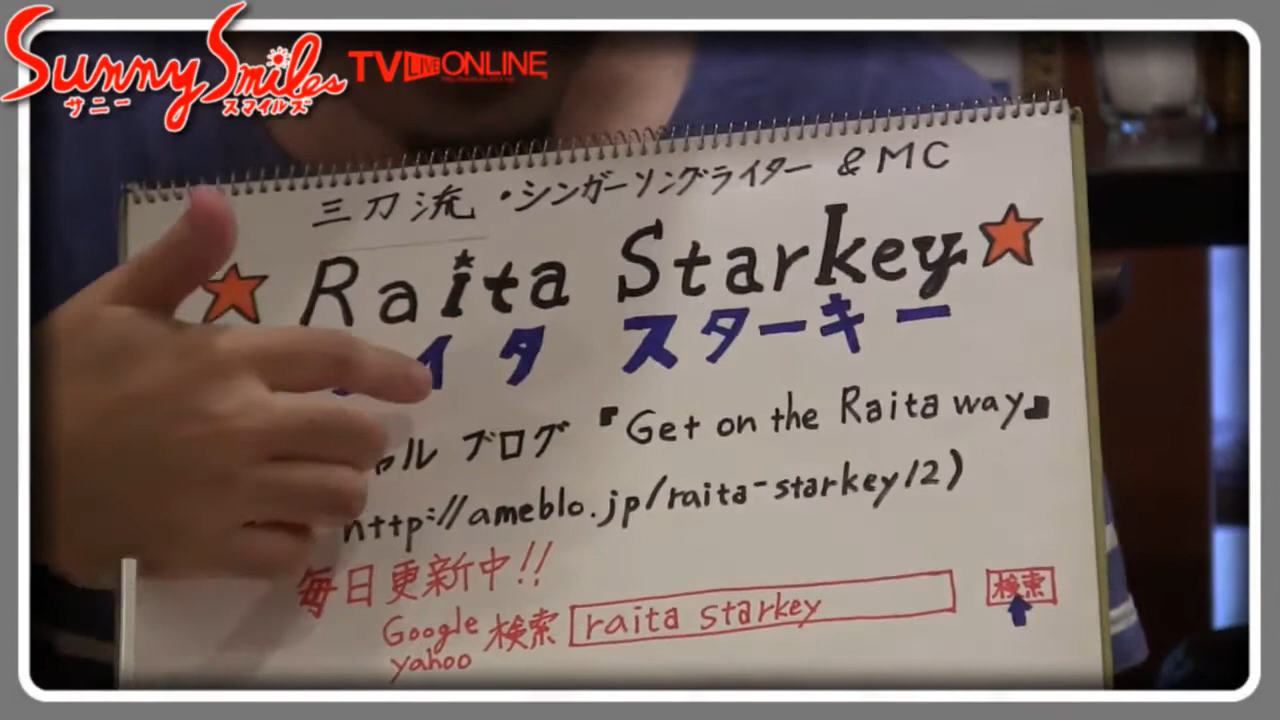 Sunny Smiles
サニー スマイルズ
TV LIVE ONLINE
三刀流・シンガーソングライター &MC
★Raita Starkey★
イタ スターキー
ャル ブログ『Get on the Raita way』
http://ameblo.jp/raita-starkey12)
毎日更新中!!
Google
yahoo
検索 raita starkey 検索